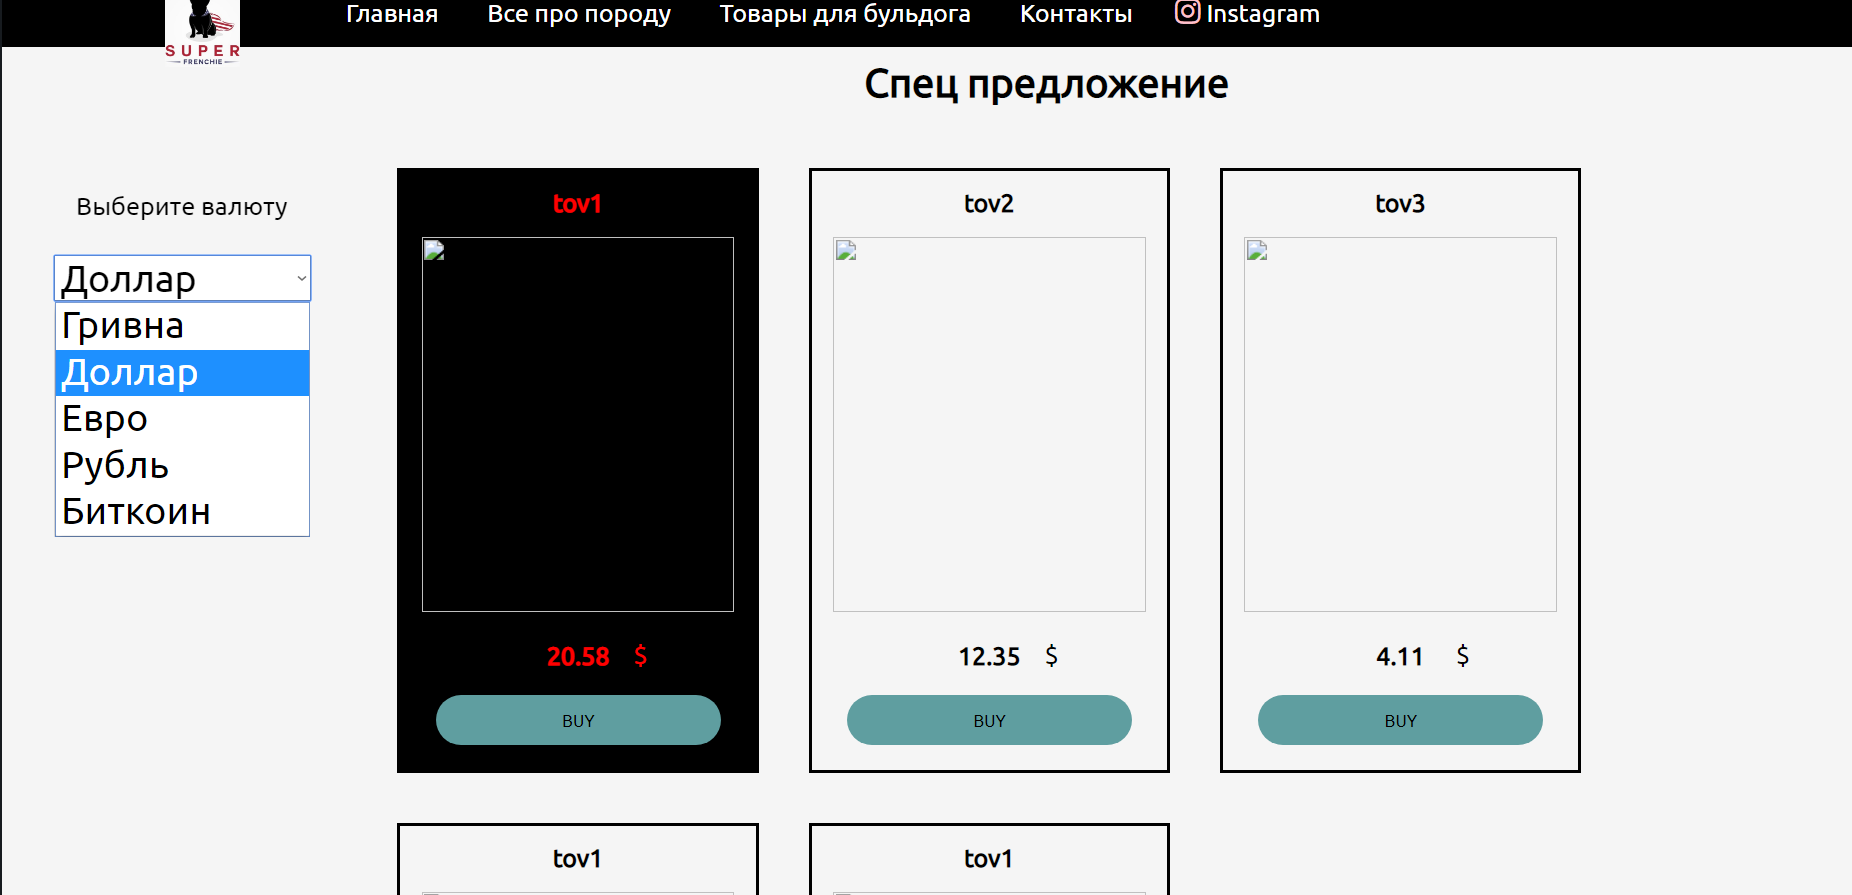 Главная Все про породу Товары для бульдога Контакты Instagram
SUPER
FRENCHIE
Спец предложение
Выберите валюту
Доллар
Гривна
Доллар
Евро
Рубль
Биткоин
tov1
20.58 $
BUY
tov2
12.35 $
BUY
tov3
4.11 $
BUY
tov1
tov1